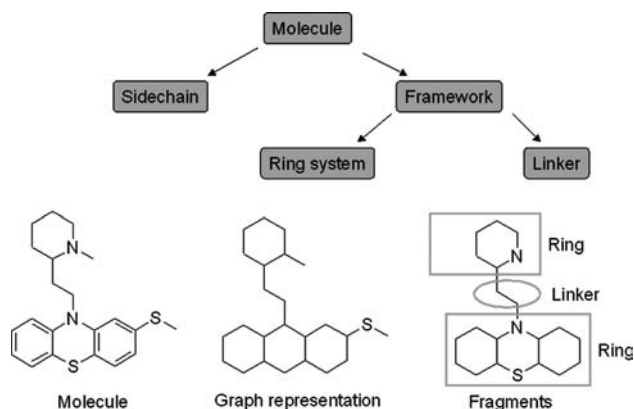 Molecule
Sidechain
Framework
Ring system
Linker
N
S
N
S
Molecule
S
Graph representation
N
Ring
Linker
N
S
Ring
Fragments